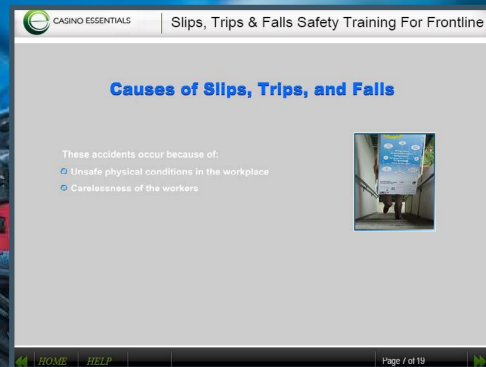 CASINO ESSENTIALS
Slips, Trips & Falls Safety Training For Frontline
Causes of Slips, Trips, and Falls
These accidents occur because of:
Unsafe physical conditions in the workplace
Carelessness of the workers
HOME HELP
Page 7 of 19